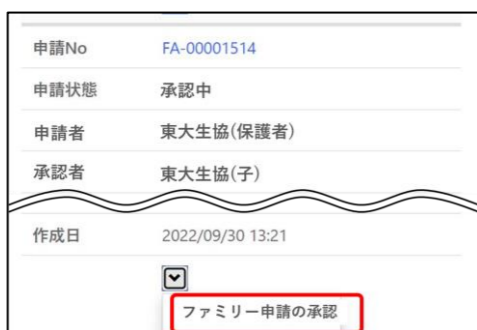 申請No FA-00001514
申請状態 承認中
申請者 東大生協(保護者)
承認者 東大生協(子)
作成日 2022/09/30 13:21
ファミリー申請の承認